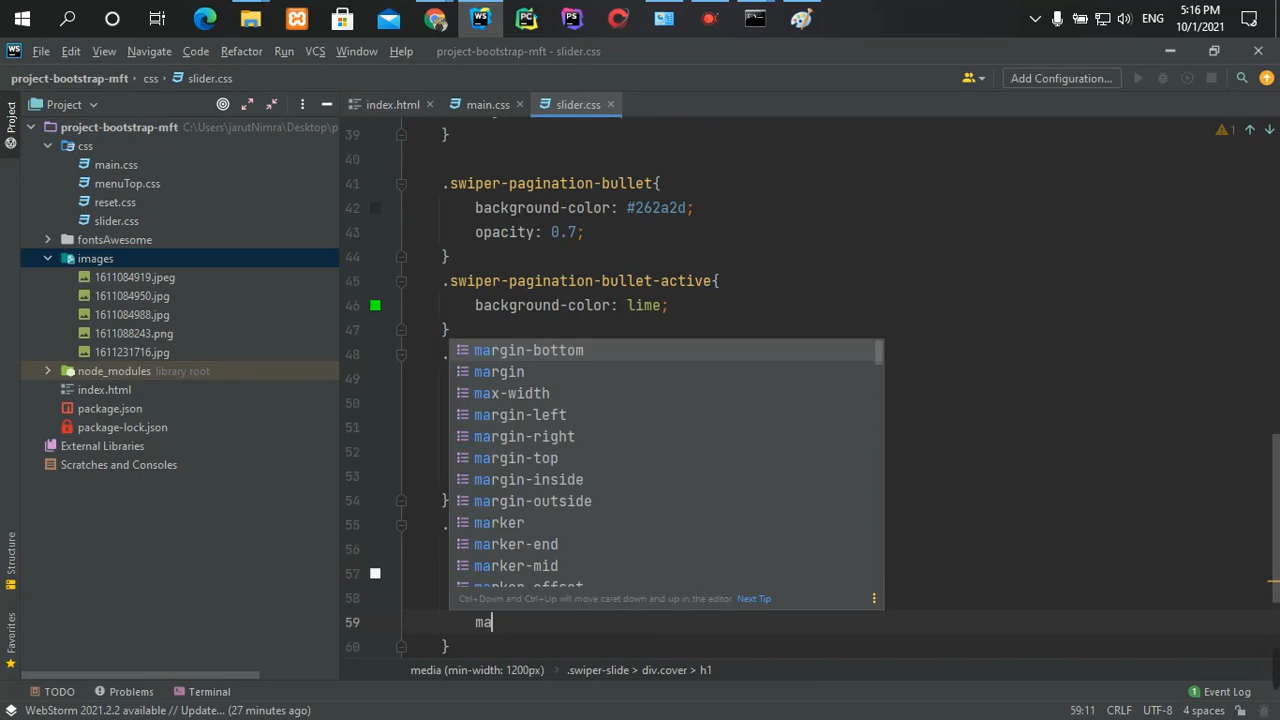 5:16 PM
ENG
10/1/2021
WS
File Edit View Navigate Code Refactor Run VCS Window Help project-bootstrap-mft - slider.css
project-bootstrap-mft › css › slider.css
Add Configuration...
Project
index.html
main.css
slider.css
1
Project
project-bootstrap-mft C:\Users\jarutNimra\Desktop\p
css
main.css
menuTop.css
reset.css
slider.css
fontsAwesome
images
1611084919.jpeg
1611084950.jpg
1611084988.jpg
1611088243.png
1611231716.jpg
node_modules library root
index.html
package.json
package-lock.json
External Libraries
Scratches and Consoles
39 }
40
41 .swiper-pagination-bullet{
42 background-color: #262a2d;
43 opacity: 0.7;
44 }
45 .swiper-pagination-bullet-active{
46 background-color: lime;
47 }
48 .
49
50
51
52
53
54 }
55 .
56
57
58
59 ma
60 }
margin-bottom
margin
max-width
margin-left
margin-right
margin-top
margin-inside
margin-outside
marker
marker-end
marker-mid
marker-offset
Ctrl+Down and Ctrl+Up will move caret down and up in the editor Next Tip
media (min-width: 1200px) › .swiper-slide > div.cover > h1
Structure
Favorites
TODO Problems Terminal
1 Event Log
WebStorm 2021.2.2 available // Update... (27 minutes ago)
59:11 CRLF UTF-8 4 spaces